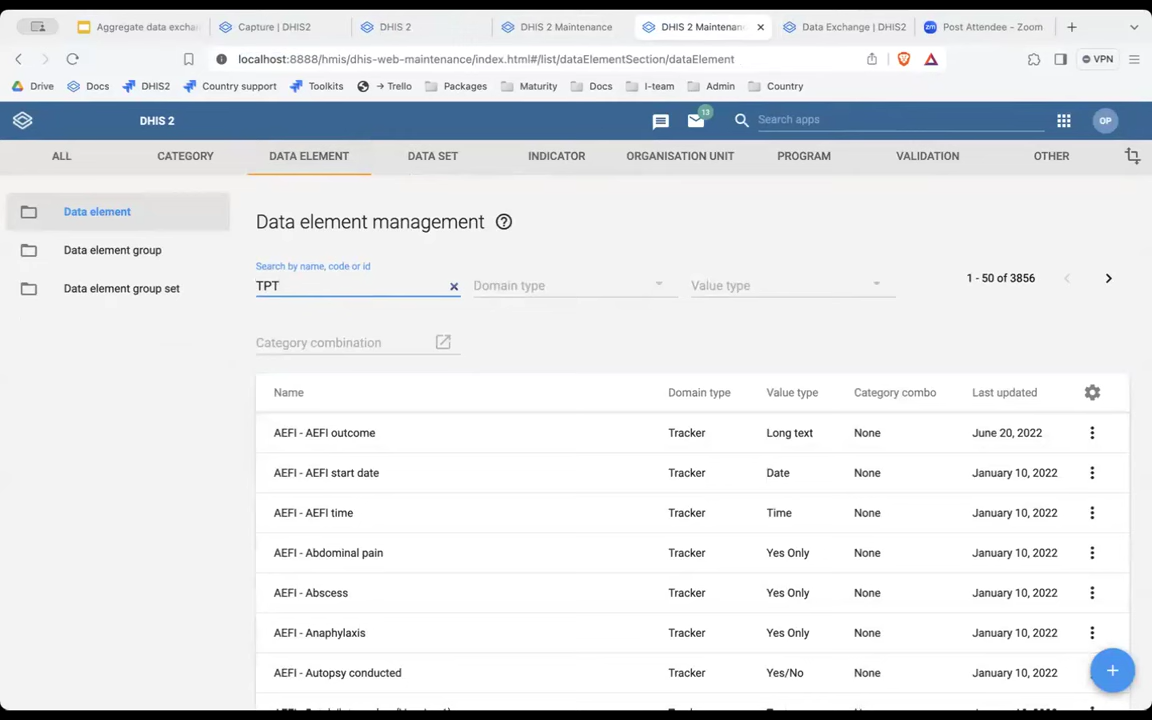 Aggregate data excha
Capture | DHIS2
DHIS 2
DHIS 2 Maintenance
DHIS 2 Maintenan
Data Exchange | DHIS2
Post Attendee - Zoom
localhost:8888/hmis/dhis-web-maintenance/index.html#/list/dataElementSection/dataElement
VPN
Drive
Docs
DHIS2
Country support
Toolkits
→ Trello
Packages
Maturity
Docs
I-team
Admin
Country
DHIS 2
13
Search apps
OP
ALL
CATEGORY
DATA ELEMENT
DATA SET
INDICATOR
ORGANISATION UNIT
PROGRAM
VALIDATION
OTHER
Data element
Data element group
Data element group set
Data element management
Search by name, code or id
TPT
Domain type
Value type
1 - 50 of 3856
Category combination
Name Domain type Value type Category combo Last updated
AEFI - AEFI outcome Tracker Long text None June 20, 2022
AEFI - AEFI start date Tracker Date None January 10, 2022
AEFI - AEFI time Tracker Time None January 10, 2022
AEFI - Abdominal pain Tracker Yes Only None January 10, 2022
AEFI - Abscess Tracker Yes Only None January 10, 2022
AEFI - Anaphylaxis Tracker Yes Only None January 10, 2022
AEFI - Autopsy conducted Tracker Yes/No None January 10, 2022